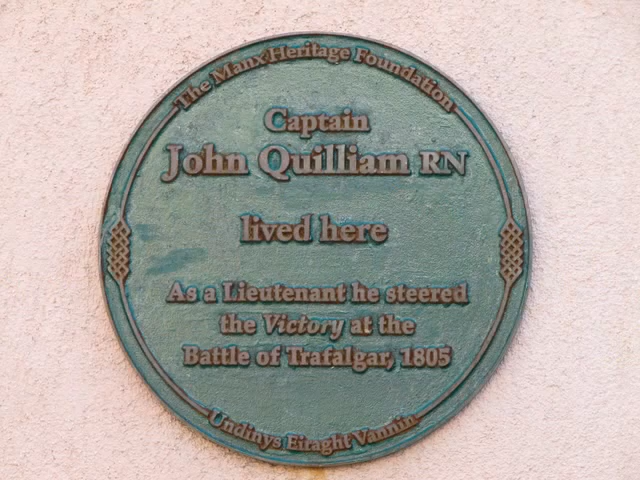 The Manx Heritage Foundation
Captain
John Quilliam RN
lived here
As a Lieutenant he steered
the Victory at the
Battle of Trafalgar, 1805
Undinys Eiraght Vannin